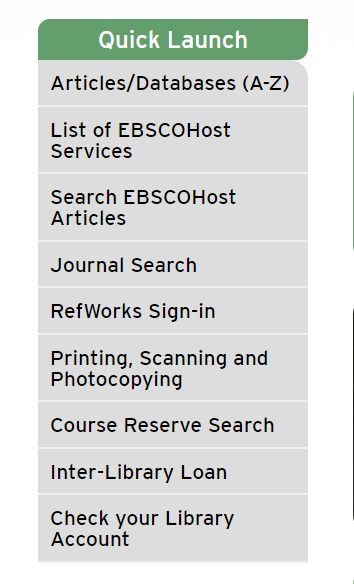 Quick Launch
Articles/Databases (A-Z)
List of EBSCOHost
Services
Search EBSCOHost
Articles
Journal Search
RefWorks Sign-in
Printing, Scanning and
Photocopying
Course Reserve Search
Inter-Library Loan
Check your Library
Account